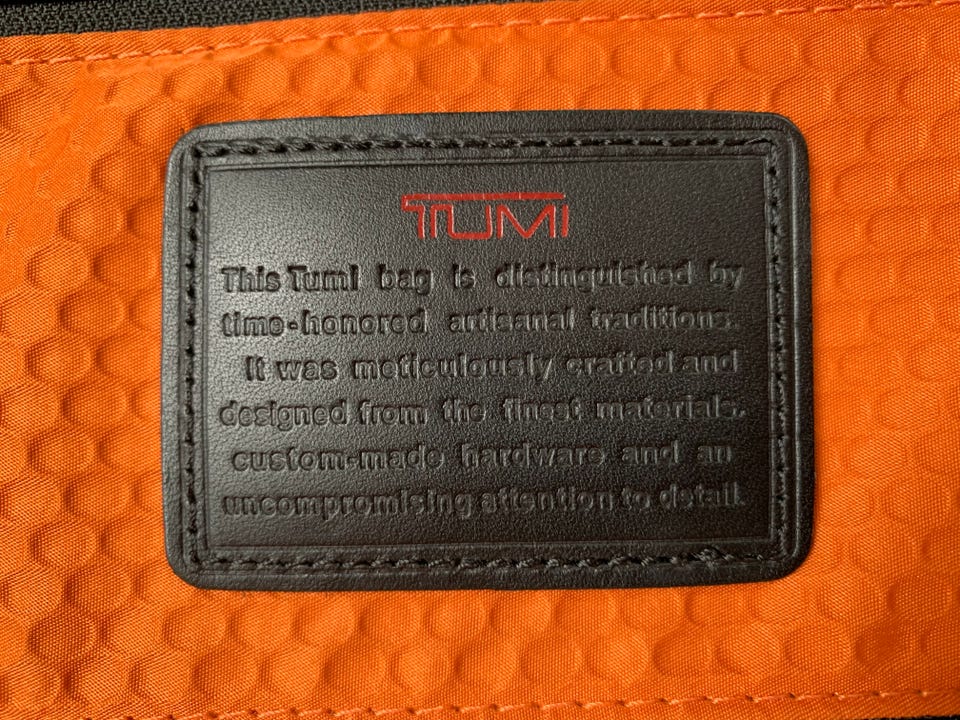 TUMI
This Tumi bag is distinguished by
time-honored artisanal traditions.
It was meticulously crafted and
designed from the finest materials,
custom-made hardware and an
uncompromising attention to detail.